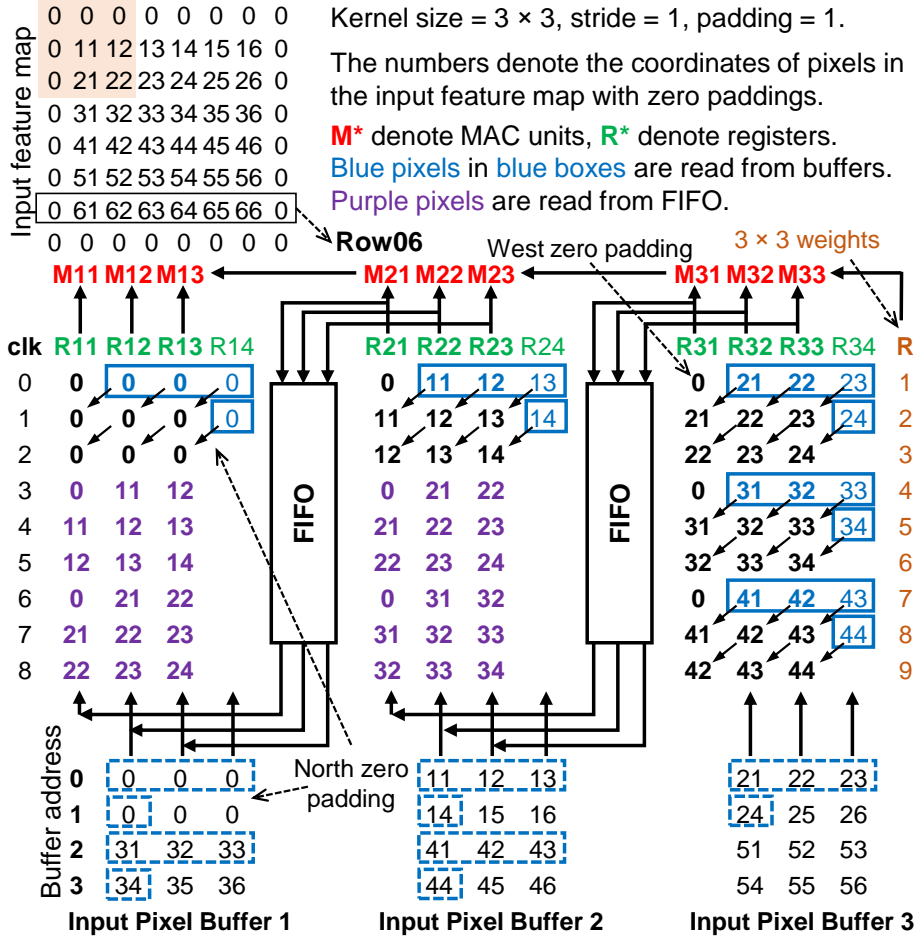 Input feature map
0 0 0 0 0 0 0 0
0 11 12 13 14 15 16 0
0 21 22 23 24 25 26 0
0 31 32 33 34 35 36 0
0 41 42 43 44 45 46 0
0 51 52 53 54 55 56 0
0 61 62 63 64 65 66 0
0 0 0 0 0 0 0 0
Kernel size = 3 × 3, stride = 1, padding = 1.
The numbers denote the coordinates of pixels in
the input feature map with zero paddings.
M* denote MAC units, R* denote registers.
Blue pixels in blue boxes are read from buffers.
Purple pixels are read from FIFO.
Row06
West zero padding
3 × 3 weights
M11 M12 M13 M21 M22 M23 M31 M32 M33
clk R11 R12 R13 R14 R21 R22 R23 R24 R31 R32 R33 R34 R
0 0 0 0 0 0 11 12 13 0 21 22 23 1
1 0 0 0 0 11 12 13 14 21 22 23 24 2
2 0 0 0 12 13 14 22 23 24 3
3 0 11 12 0 21 22 0 31 32 33 4
4 11 12 13 21 22 23 31 32 33 34 5
5 12 13 14 22 23 24 32 33 34 6
6 0 21 22 0 31 32 0 41 42 43 7
7 21 22 23 31 32 33 41 42 43 44 8
8 22 23 24 32 33 34 42 43 44 9
FIFO
FIFO
North zero
padding
Buffer address
0 0 0 0 11 12 13 21 22 23
1 0 0 0 14 15 16 24 25 26
2 31 32 33 41 42 43 51 52 53
3 34 35 36 44 45 46 54 55 56
Input Pixel Buffer 1
Input Pixel Buffer 2
Input Pixel Buffer 3